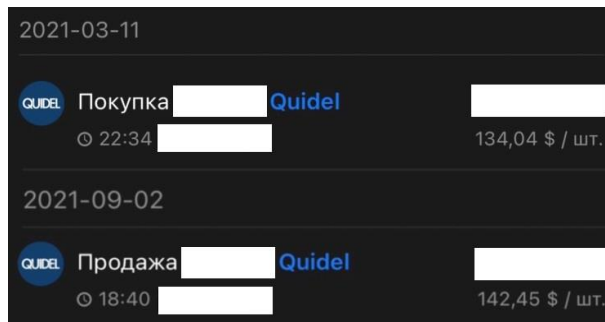 2021-03-11
QUIDEL Покупка Quidel
22:34 134,04 $ / шт.
2021-09-02
QUIDEL Продажа Quidel
18:40 142,45 $ / шт.